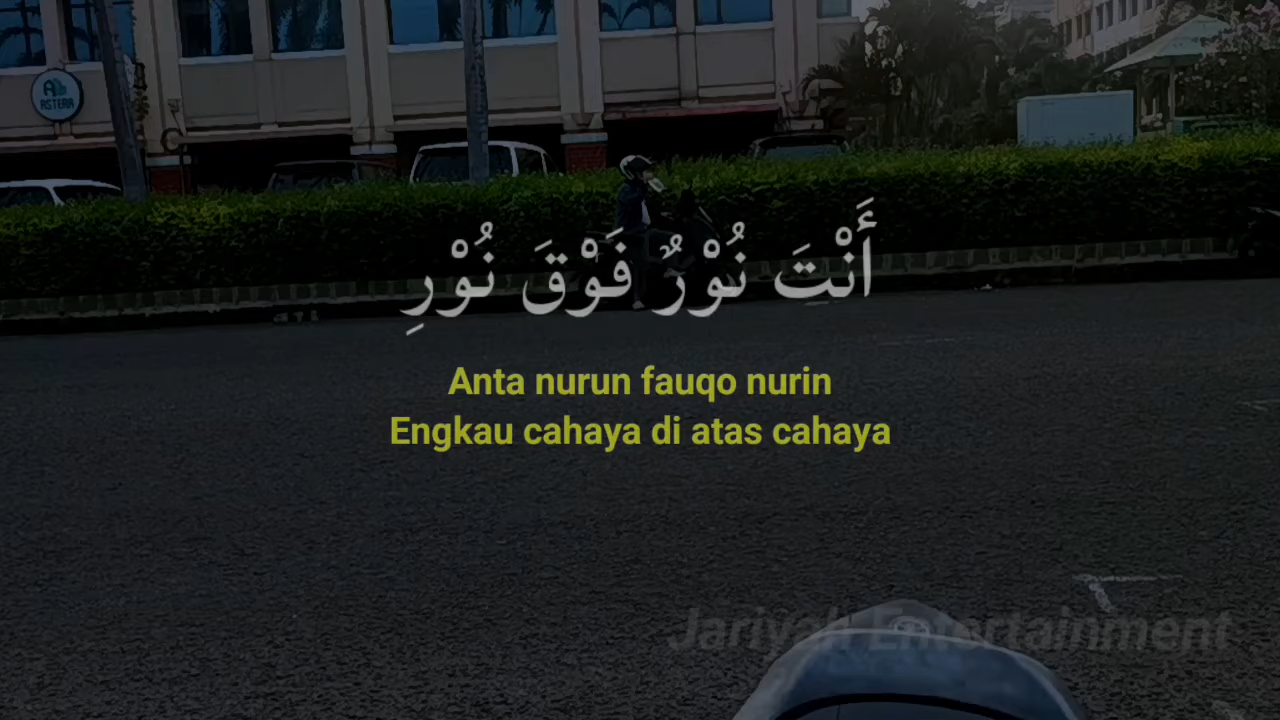 ASTERA
أَنْتَ نُوْرٌ فَوْقَ نُوْرِ
Anta nurun fauqo nurin
Engkau cahaya di atas cahaya
Jariyah Entertainment